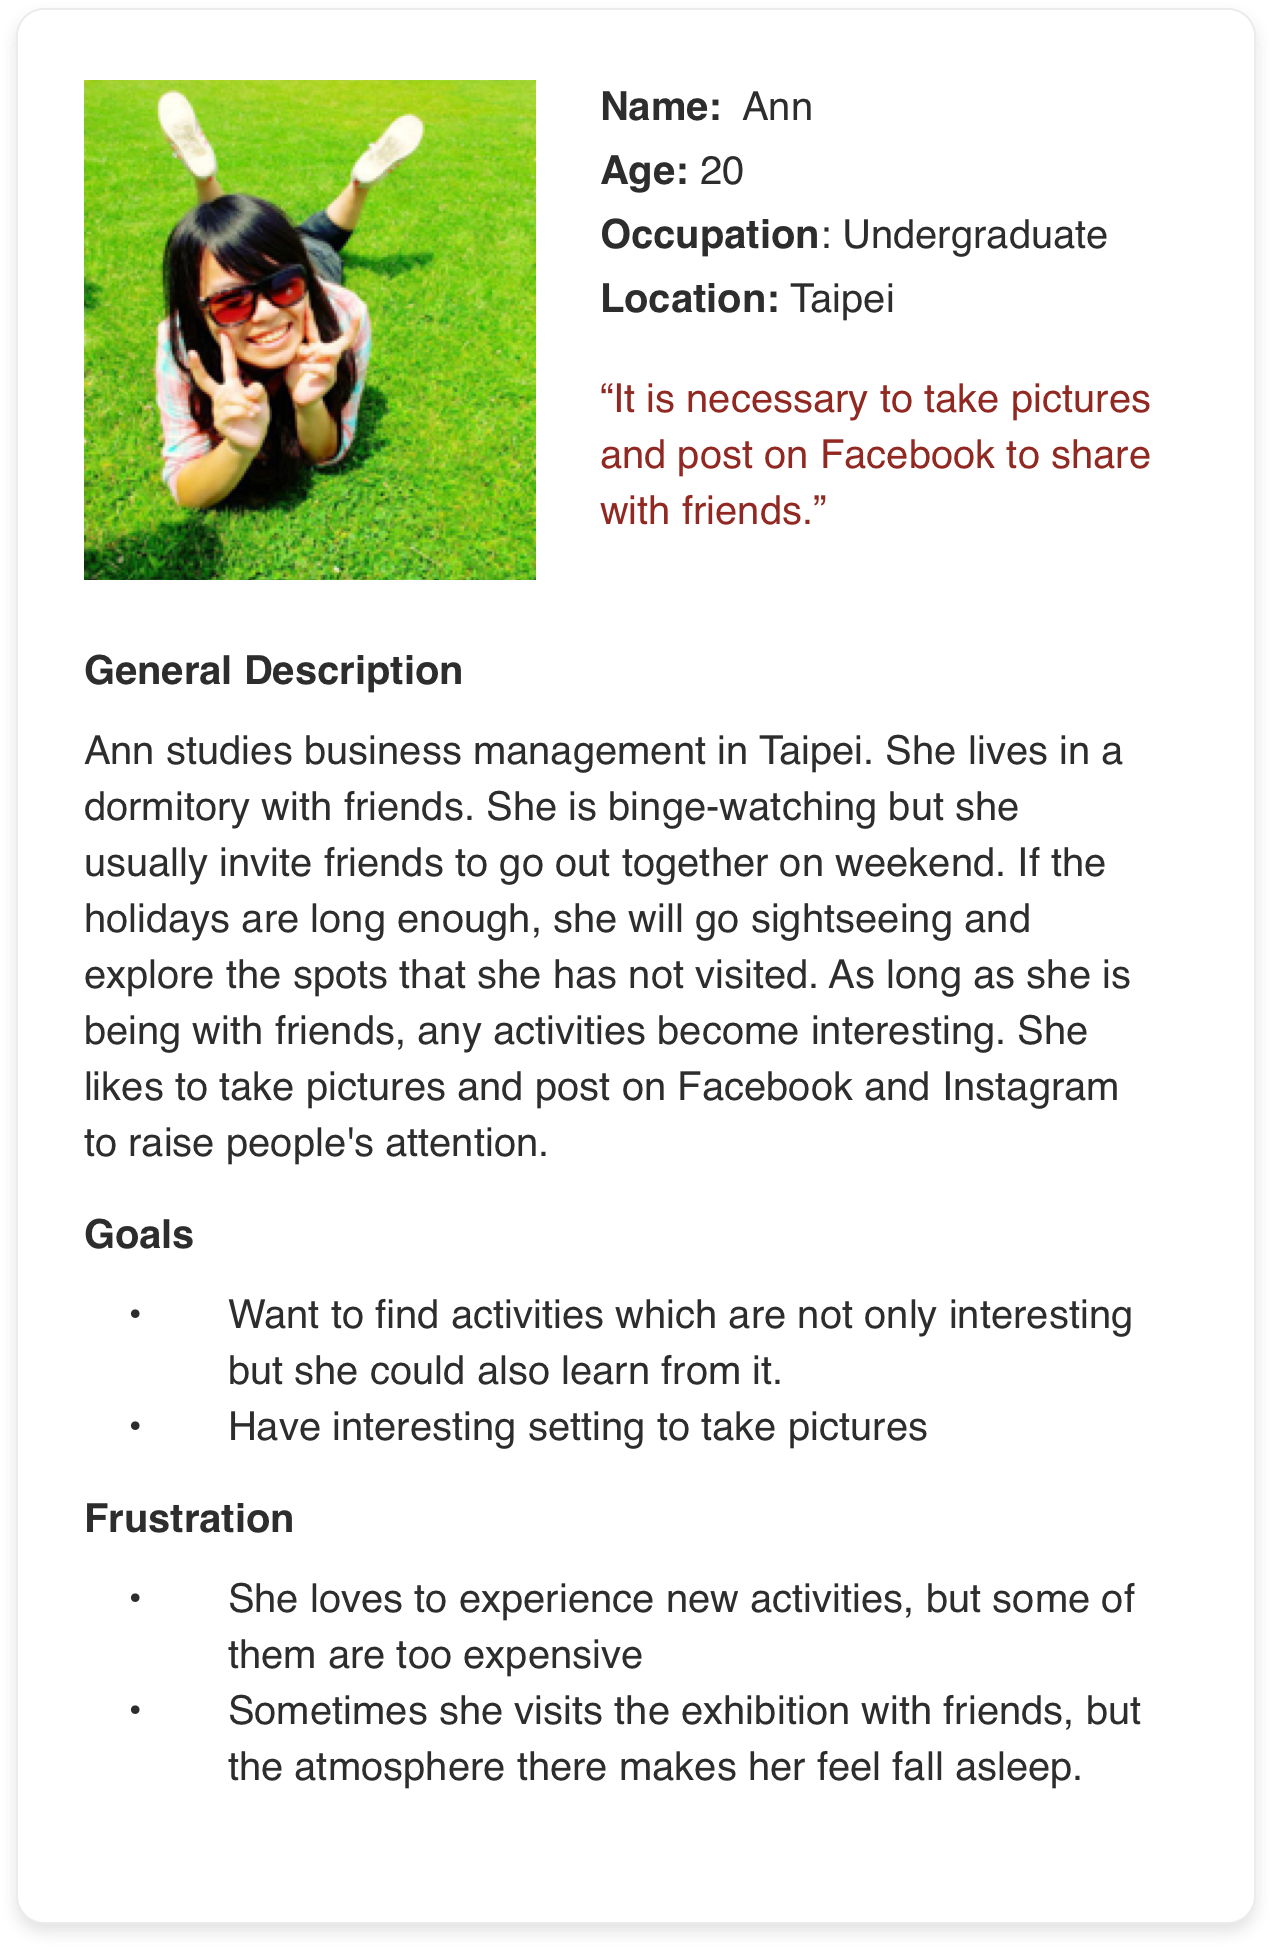 Name: Ann
Age: 20
Occupation: Undergraduate
Location: Taipei
“It is necessary to take pictures
and post on Facebook to share
with friends.”
General Description
Ann studies business management in Taipei. She lives in a
dormitory with friends. She is binge-watching but she
usually invite friends to go out together on weekend. If the
holidays are long enough, she will go sightseeing and
explore the spots that she has not visited. As long as she is
being with friends, any activities become interesting. She
likes to take pictures and post on Facebook and Instagram
to raise people's attention.
Goals
• Want to find activities which are not only interesting
but she could also learn from it.
• Have interesting setting to take pictures
Frustration
• She loves to experience new activities, but some of
them are too expensive
• Sometimes she visits the exhibition with friends, but
the atmosphere there makes her feel fall asleep.